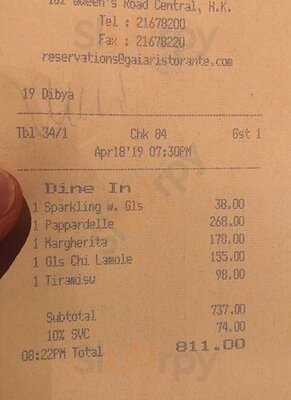 Queen's Road Central, H.K.
Tel : 21678200
Fax : 21678220
reservations@gaiaristorante.com
19 Dibya
Tbl 34/1 Chk 84 Gst 1
Apr18'19 07:30PM
Dine In
1 Sparkling w. Gls 38.00
1 Pappardelle 268.00
1 Margherita 178.00
1 Gls Chi Lamole 155.00
1 Tiramisu 98.00
Subtotal 737.00
10% SVC 74.00
08:22PM Total 811.00